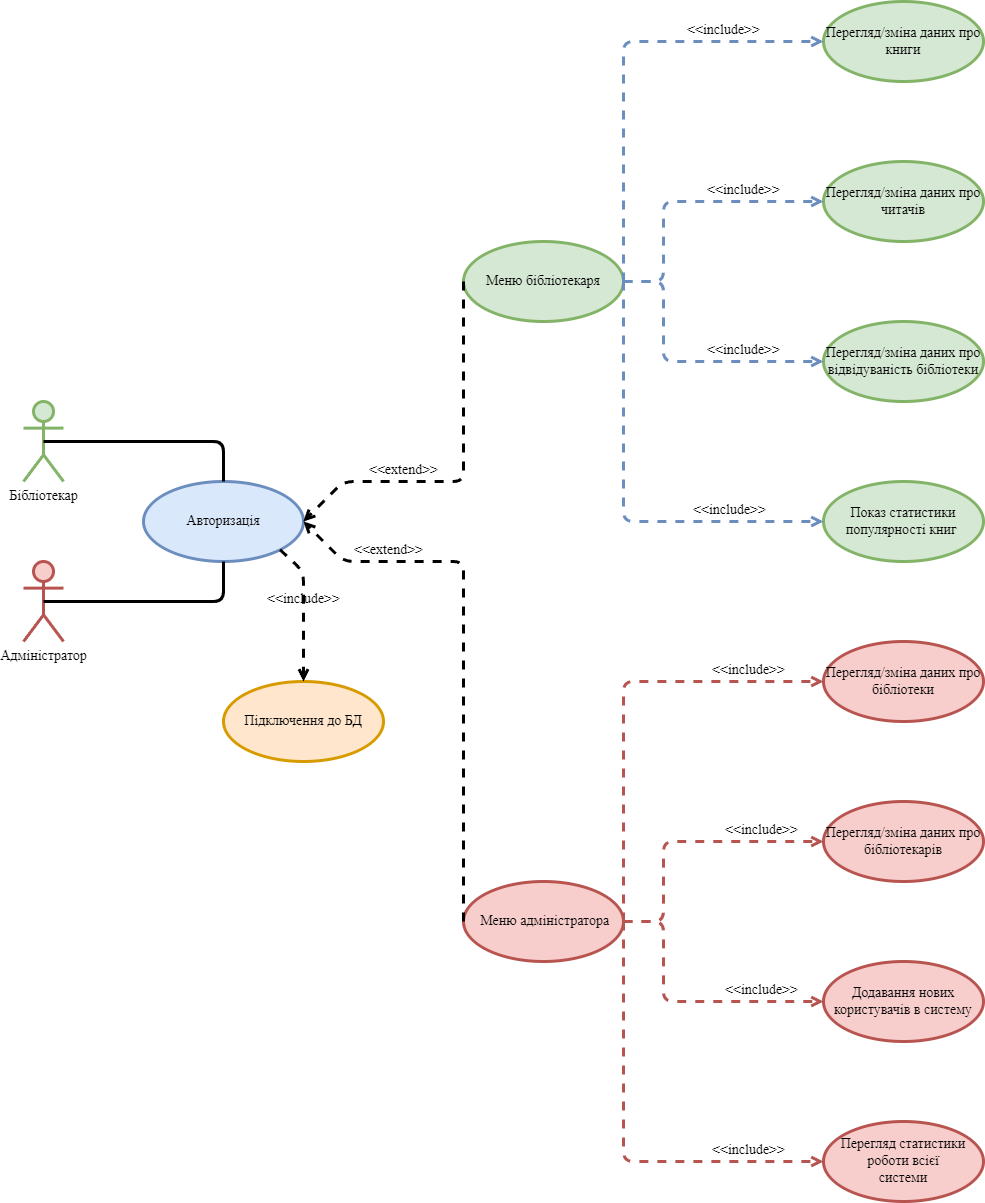 <<include>>
Перегляд/зміна даних про
книги
<<include>>
Перегляд/зміна даних про
читачів
Меню бібліотекаря
<<include>>
Перегляд/зміна даних про
відвідуваність бібліотеки
<<extend>>
Бібліотекар
<<include>>
Показ статистики
популярності книг
Авторизація
<<extend>>
<<include>>
Адміністратор
<<include>>
Перегляд/зміна даних про
бібліотеки
Підключення до БД
<<include>>
Перегляд/зміна даних про
бібліотекарів
Меню адміністратора
<<include>>
Додавання нових
користувачів в систему
<<include>>
Перегляд статистики
роботи всієї
системи